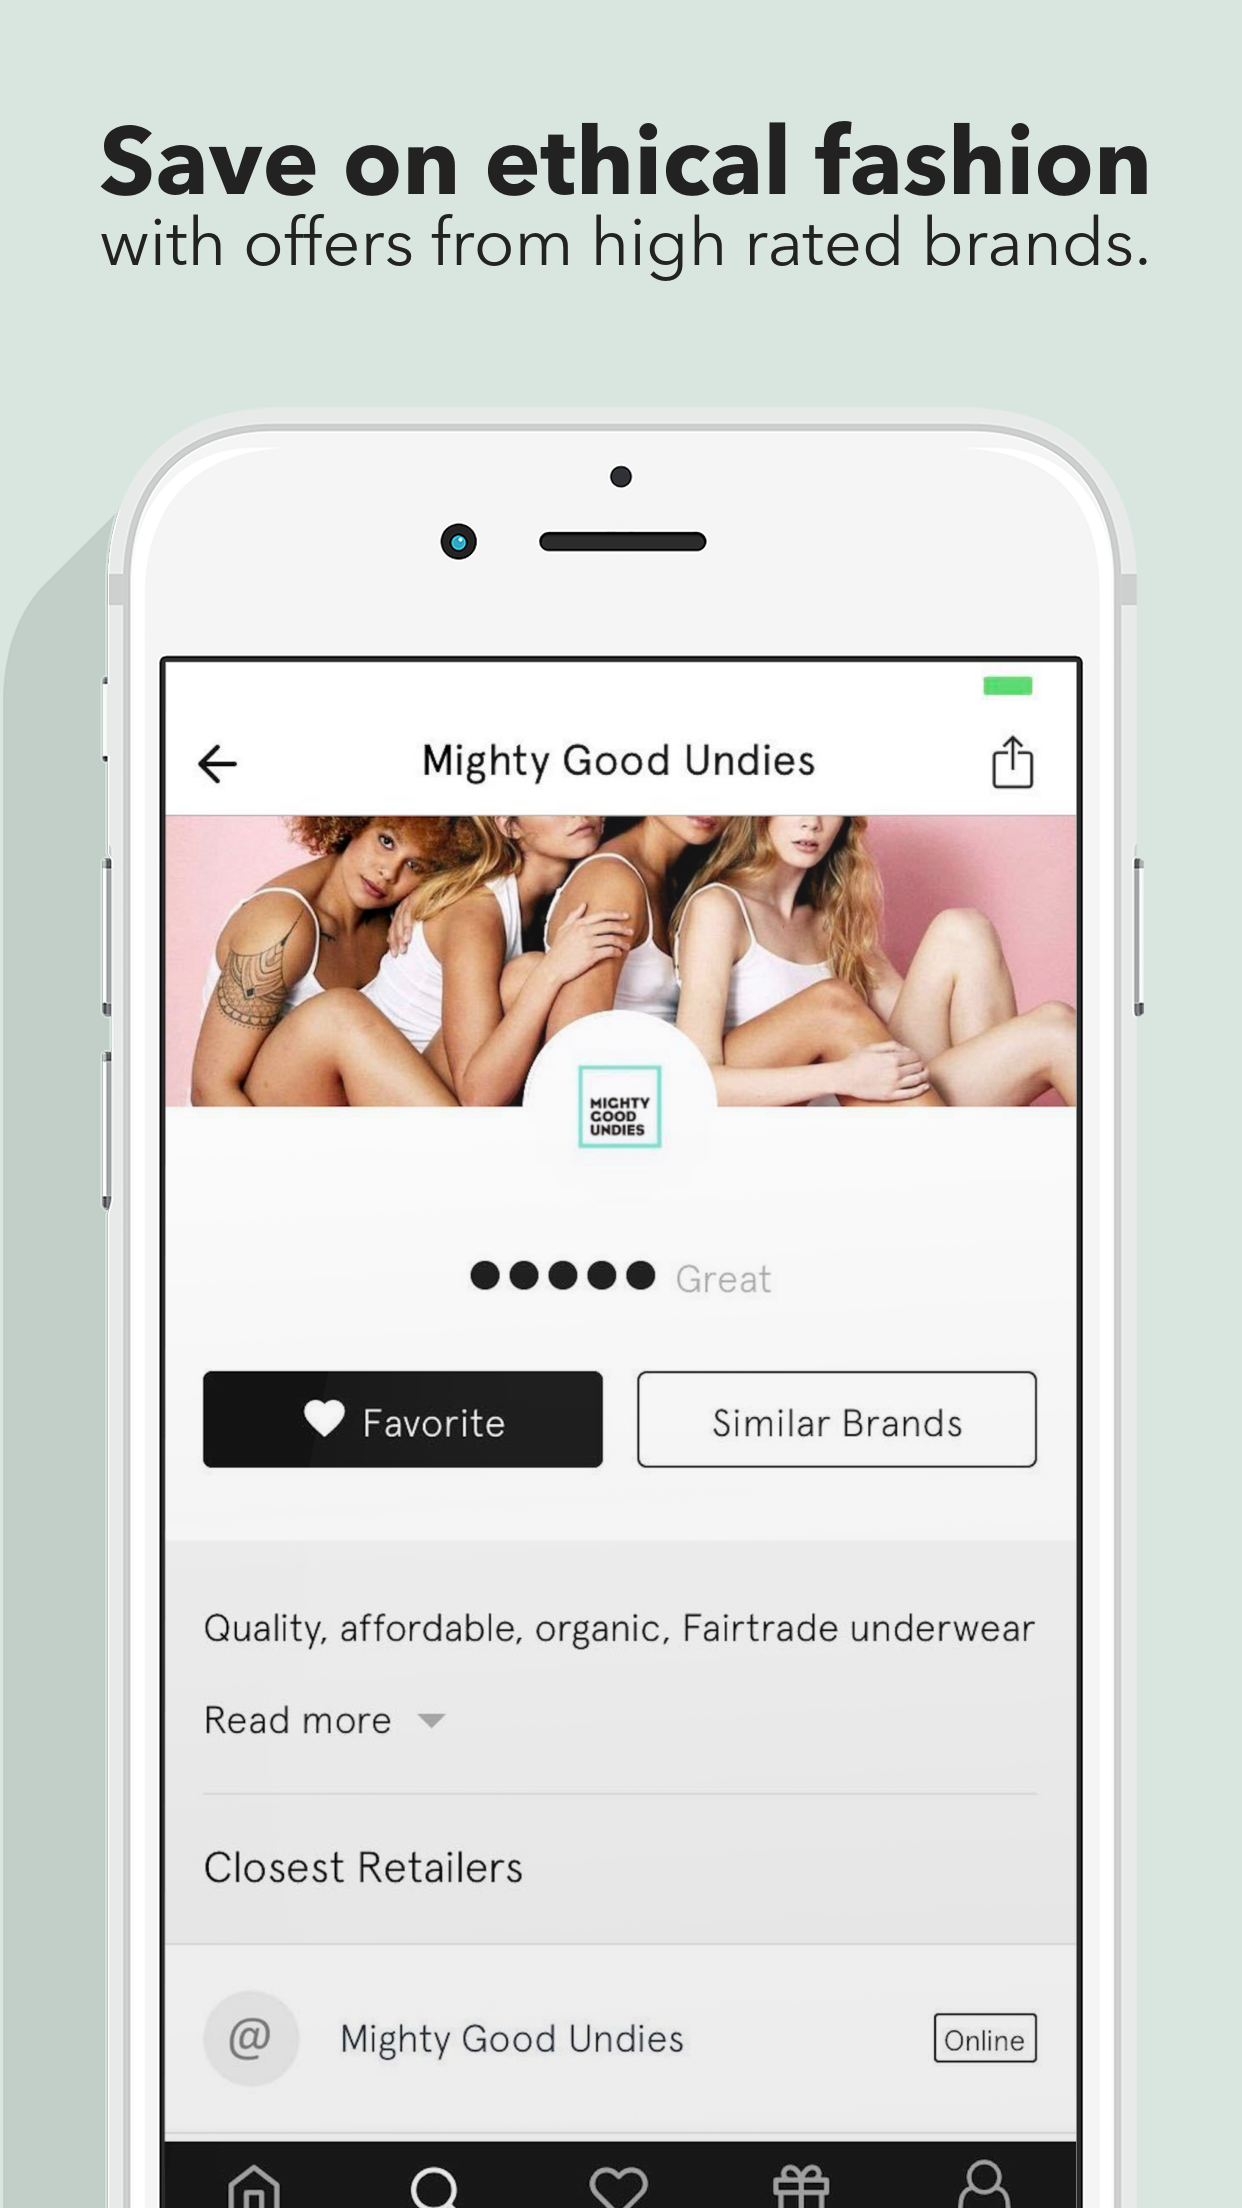 Save on ethical fashion
with offers from high rated brands.
Mighty Good Undies
MIGHTY
GOOD
UNDIES
Great
Favorite
Similar Brands
Quality, affordable, organic, Fairtrade underwear
Read more
Closest Retailers
@
Mighty Good Undies
Online